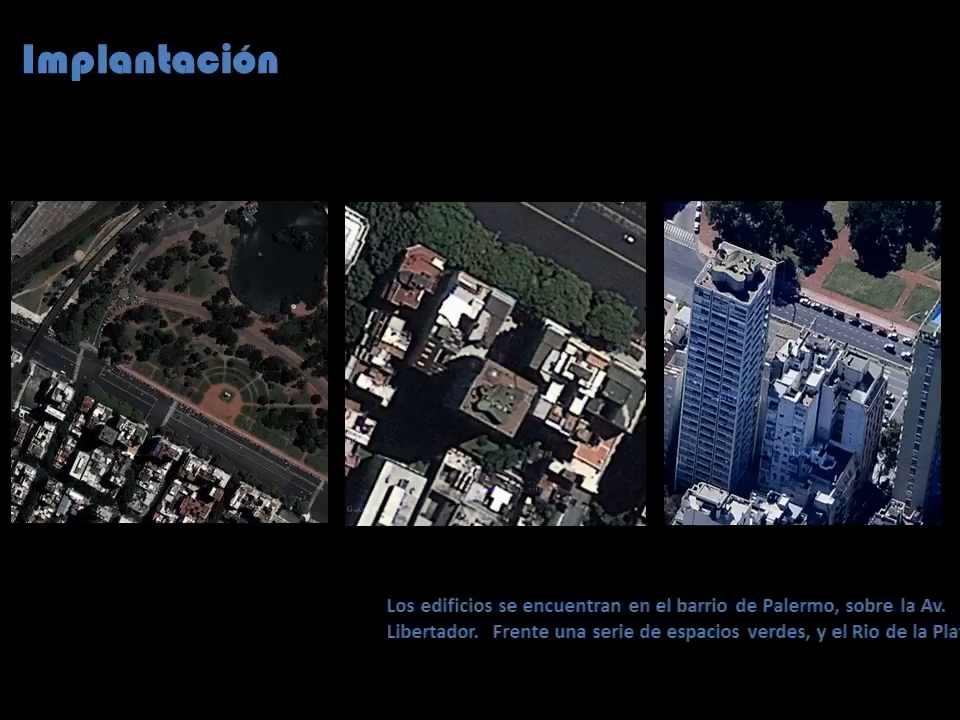 Implantación
Los edificios se encuentran en el barrio de Palermo, sobre la Av.
Libertador. Frente una serie de espacios verdes, y el Rio de la